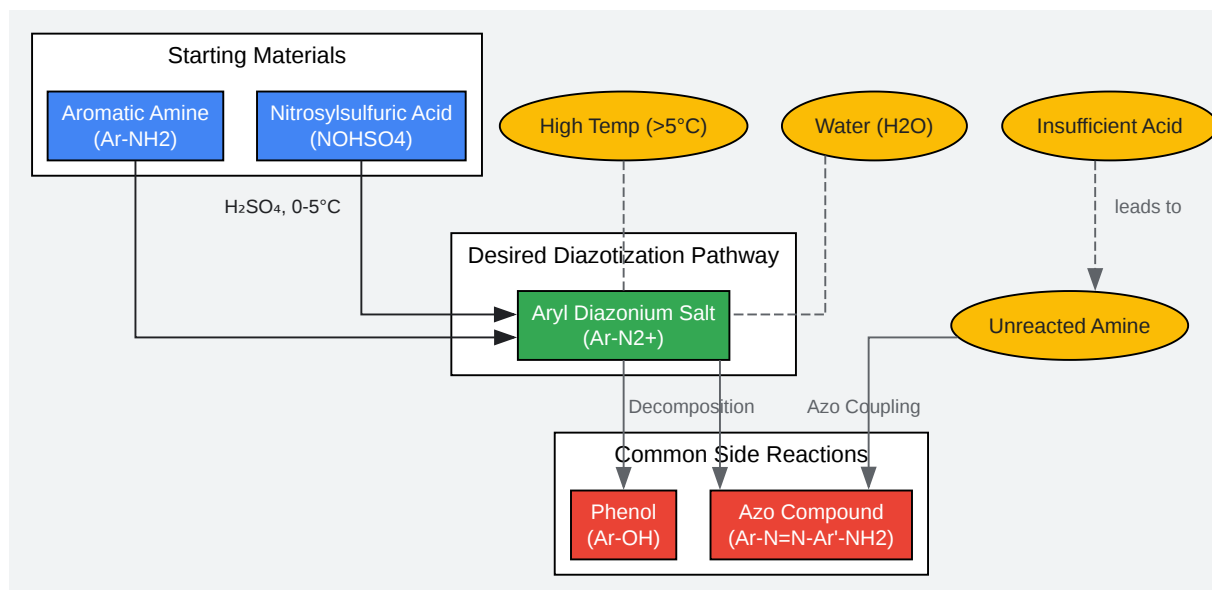 Starting Materials
Aromatic Amine
(Ar-NH2)
Nitrosylsulfuric Acid
(NOHSO4)
High Temp (>5°C)
Water (H2O)
Insufficient Acid
H₂SO₄, 0-5°C
leads to
Desired Diazotization Pathway
Aryl Diazonium Salt
(Ar-N2+)
Unreacted Amine
Decomposition
Azo Coupling
Common Side Reactions
Phenol
(Ar-OH)
Azo Compound
(Ar-N=N-Ar'-NH2)